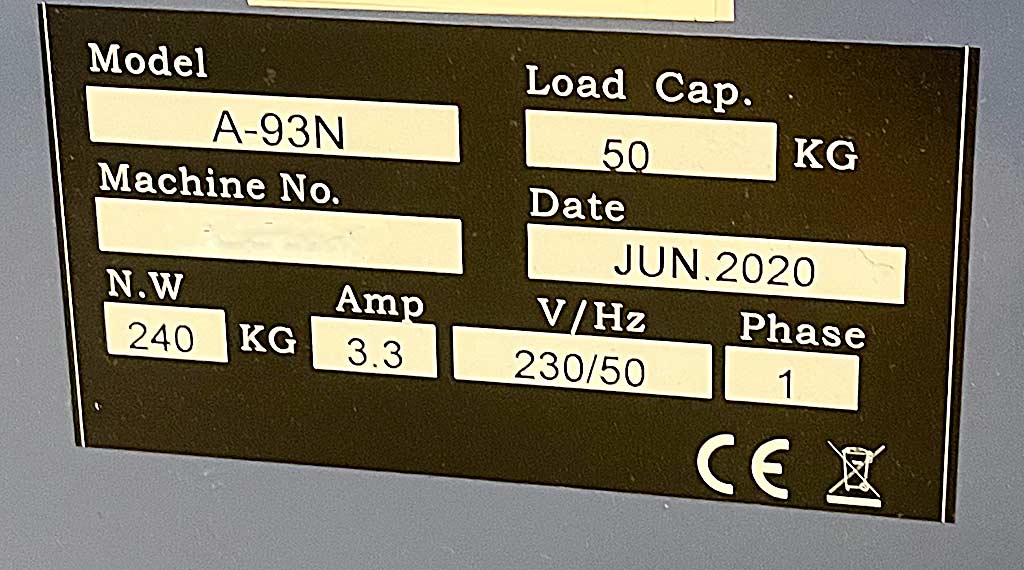 Model
A-93N
Load Cap.
50 KG
Machine No.
Date
JUN.2020
N.W
240 KG
Amp
3.3
V/Hz
230/50
Phase
1
CE